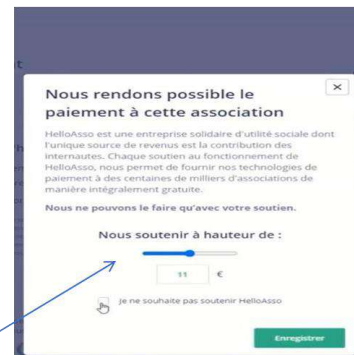 Nous rendons possible le
paiement à cette association
HelloAsso est une entreprise solidaire d'utilité sociale dont
l'unique source de revenus est la contribution des
internautes. Chaque soutien au fonctionnement de
HelloAsso, nous permet de fournir nos technologies de
paiement à des centaines de milliers d'associations de
manière intégralement gratuite.
Nous ne pouvons le faire qu'avec votre soutien.
Nous soutenir à hauteur de :
11 €
Je ne souhaite pas soutenir HelloAsso
Enregistrer